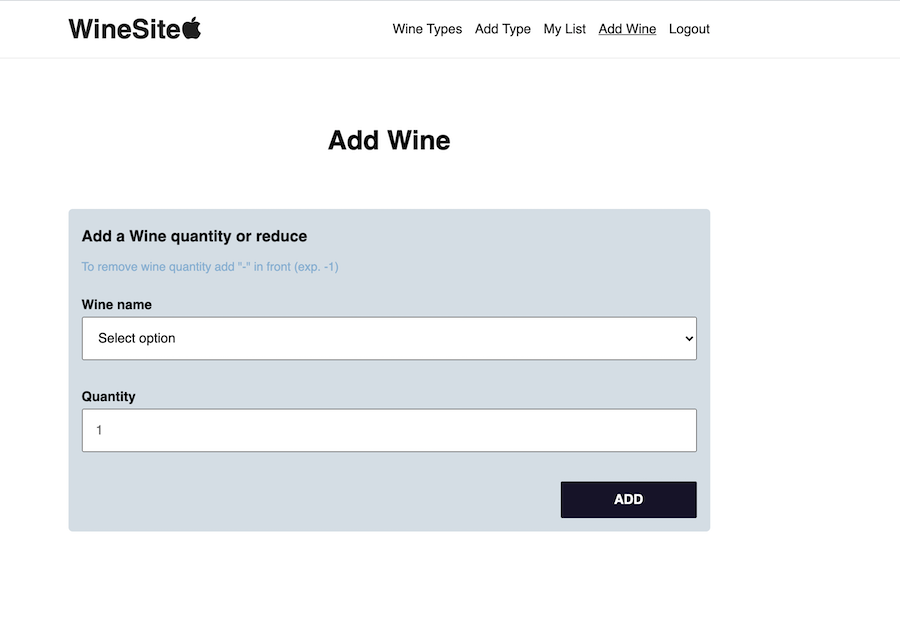 WineSite
Wine Types Add Type My List Add Wine Logout
Add Wine
Add a Wine quantity or reduce
To remove wine quantity add "-" in front (exp. -1)
Wine name
Select option
Quantity
1
ADD